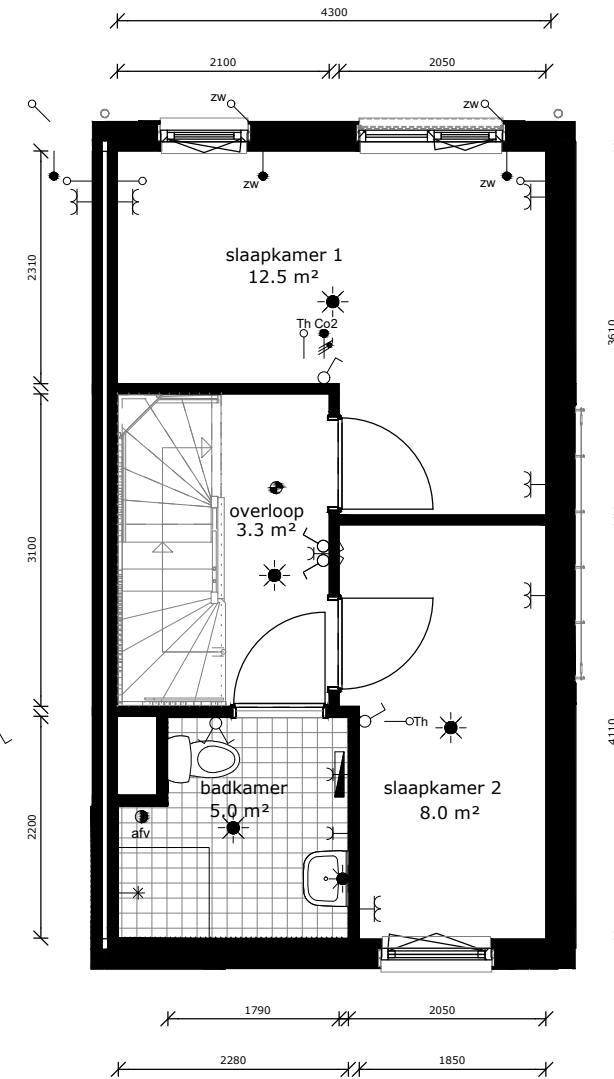 4300
2100
2050
zw
zw
zw
zw
2310
slaapkamer 1
12.5 m²
Th Co2
3610
overloop
3.3 m²
3100
Th
4110
badkamer
5.0 m²
slaapkamer 2
8.0 m²
afv
2200
1790
2050
2280
1850